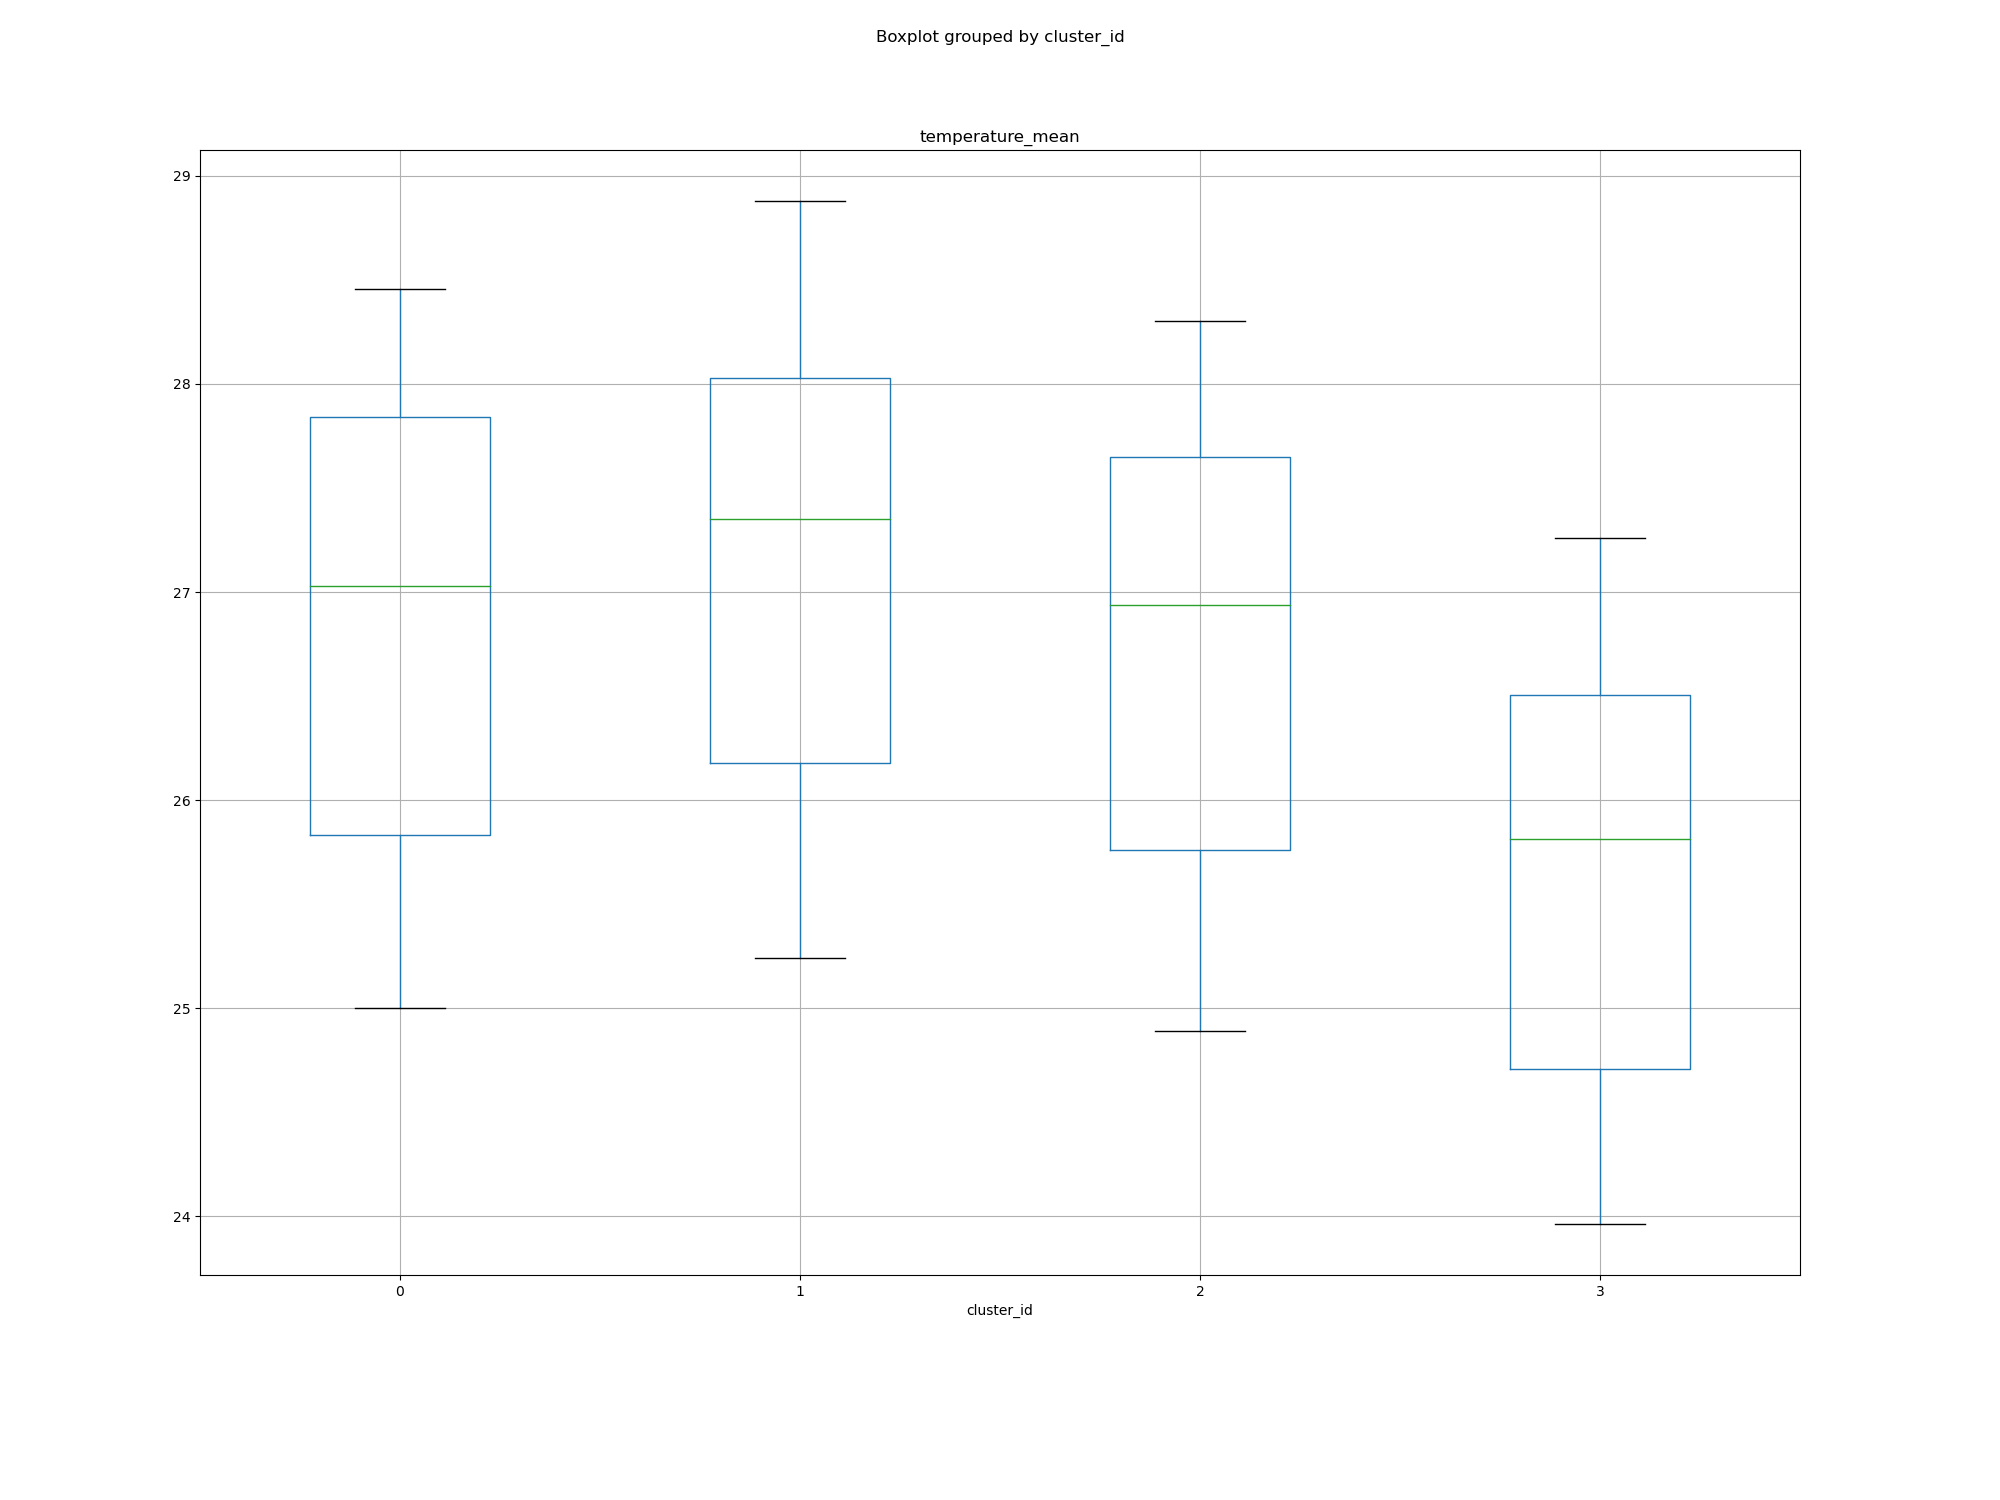 Boxplot grouped by cluster_id
temperature_mean
29
28
27
26
25
24
0 1 2 3
cluster_id